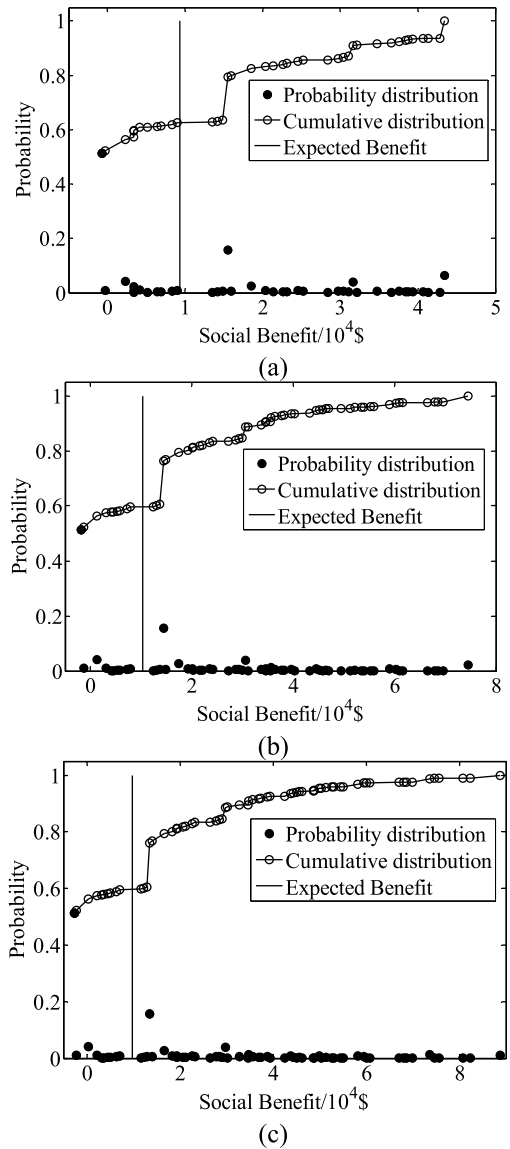 1
0.8
0.6
0.4
0.2
0
Probability
Probability distribution
Cumulative distribution
Expected Benefit
0 1 2 3 4 5
Social Benefit/10⁴$
(a)
1
0.8
0.6
0.4
0.2
0
Probability
Probability distribution
Cumulative distribution
Expected Benefit
0 2 4 6 8
Social Benefit/10⁴$
(b)
1
0.8
0.6
0.4
0.2
0
Probability
Probability distribution
Cumulative distribution
Expected Benefit
0 2 4 6 8
Social Benefit/10⁴$
(c)